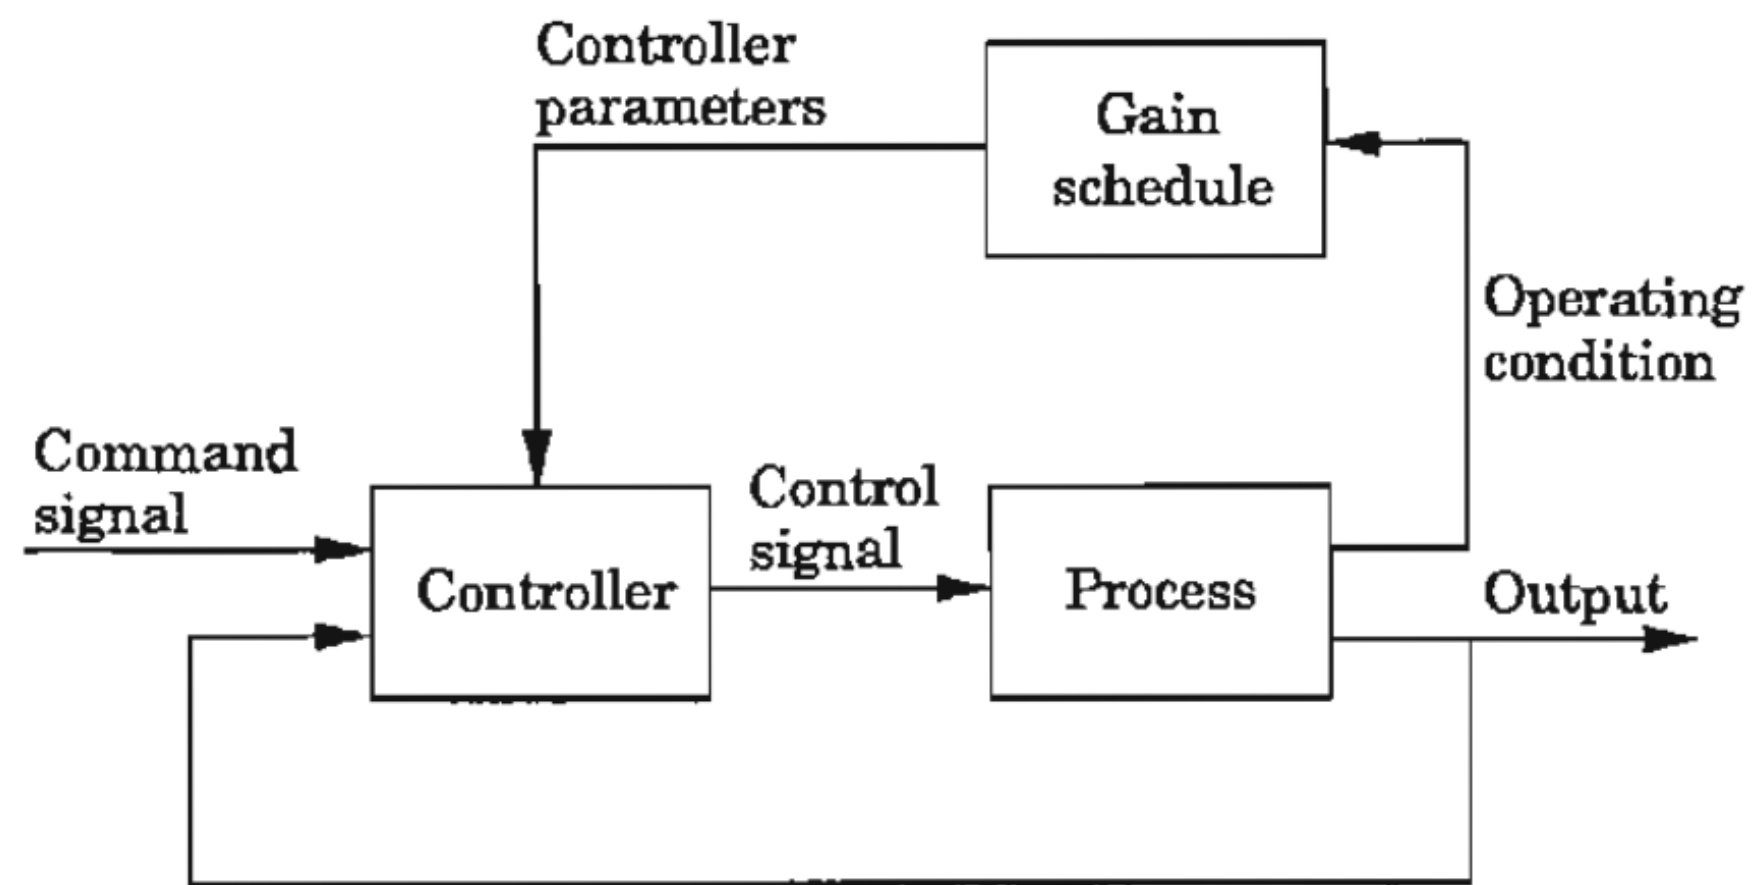 Controller
parameters
Gain
schedule
Operating
condition
Command
signal
Control
signal
Controller
Process
Output